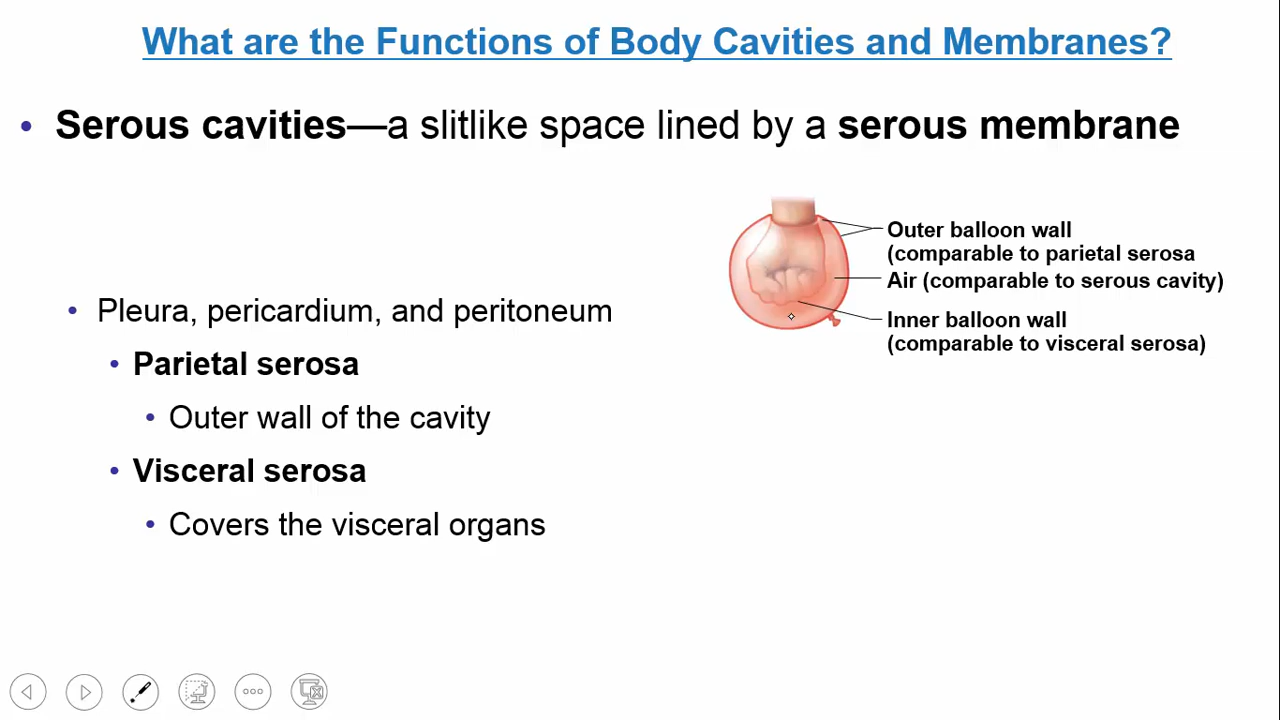 What are the Functions of Body Cavities and Membranes?
• Serous cavities—a slitlike space lined by a serous membrane
Outer balloon wall
(comparable to parietal serosa
Air (comparable to serous cavity)
Inner balloon wall
(comparable to visceral serosa)
• Pleura, pericardium, and peritoneum
• Parietal serosa
• Outer wall of the cavity
• Visceral serosa
• Covers the visceral organs